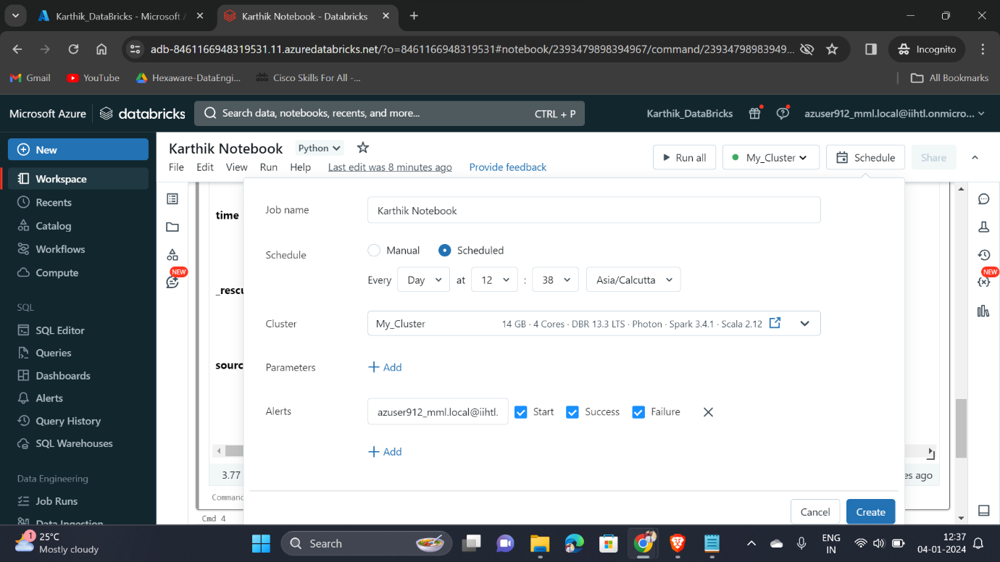 Karthik_DataBricks - Microsoft A
Karthik Notebook - Databricks
adb-8461166948319531.11.azuredatabricks.net/?o=8461166948319531#notebook/2393479898394967/command/23934798983949...
Incognito
Gmail
YouTube
Hexaware-DataEngi...
Cisco Skills For All -...
All Bookmarks
Microsoft Azure
databricks
Search data, notebooks, recents, and more...
CTRL + P
Karthik_DataBricks
azuser912_mml.local@iihtl.onmicro...
New
Workspace
Recents
Catalog
Workflows
Compute
SQL
SQL Editor
Queries
Dashboards
Alerts
Query History
SQL Warehouses
Data Engineering
Job Runs
Data Ingestion
Karthik Notebook
Python
File Edit View Run Help
Last edit was 8 minutes ago
Provide feedback
Run all
My_Cluster
Schedule
Share
NEW
NEW
time
_rescu
sourc
3.77
es ago
Comman
Cmd 4
Job name
Karthik Notebook
Schedule
Manual
Scheduled
Every Day at 12 : 38 Asia/Calcutta
Cluster
My_Cluster
14 GB · 4 Cores · DBR 13.3 LTS · Photon · Spark 3.4.1 · Scala 2.12
Parameters
+ Add
Alerts
azuser912_mml.local@iihtl.
Start
Success
Failure
+ Add
Cancel
Create
1
25°C
Mostly cloudy
Search
ENG
IN
12:37
04-01-2024